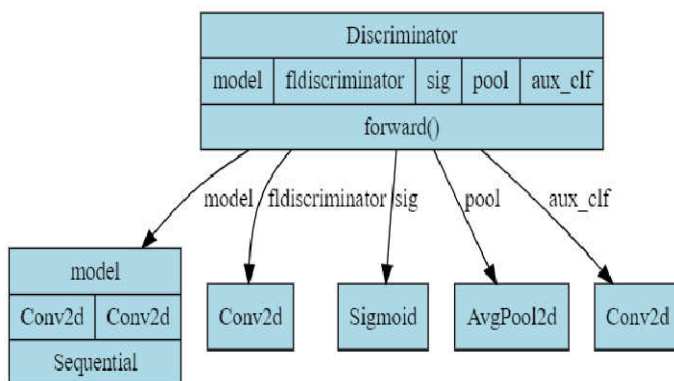 Discriminator
model fldiscriminator sig pool aux_clf
forward()
model fldiscriminator sig pool aux_clf
model
Conv2d Conv2d
Sequential
Conv2d
Sigmoid
AvgPool2d
Conv2d